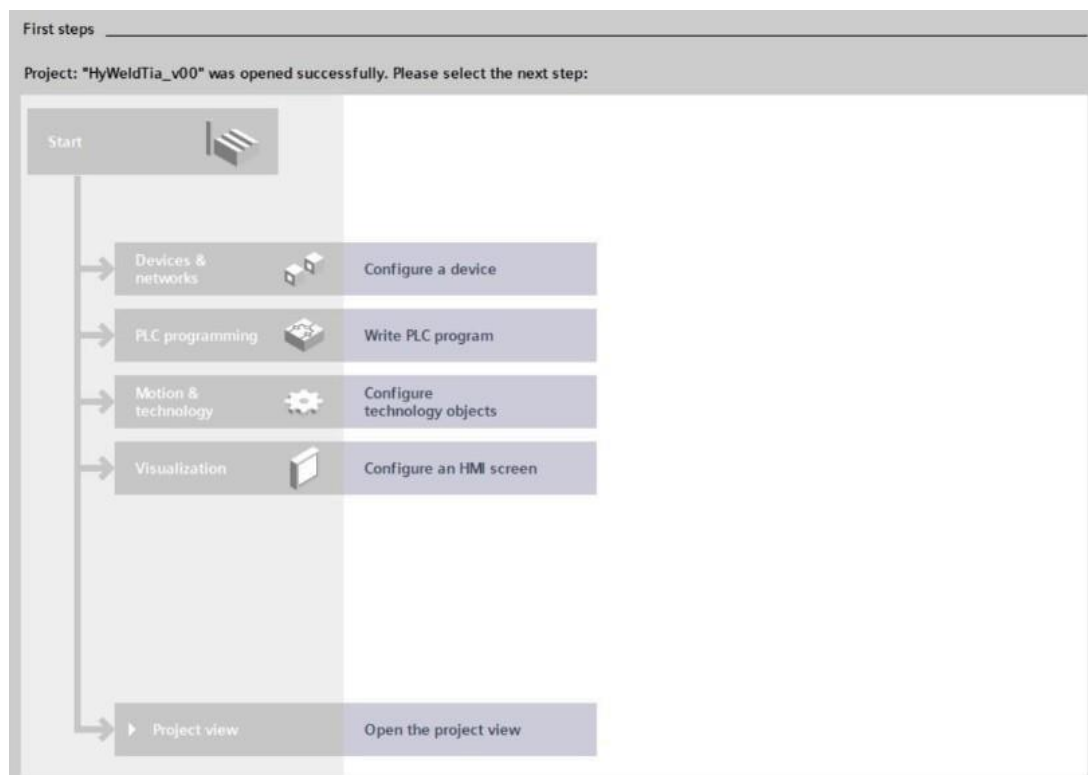 First steps
Project: "HyWeldTia_v00" was opened successfully. Please select the next step:
Start
Devices &
networks
Configure a device
PLC programming
Write PLC program
Motion &
technology
Configure
technology objects
Visualization
Configure an HMI screen
Project view
Open the project view